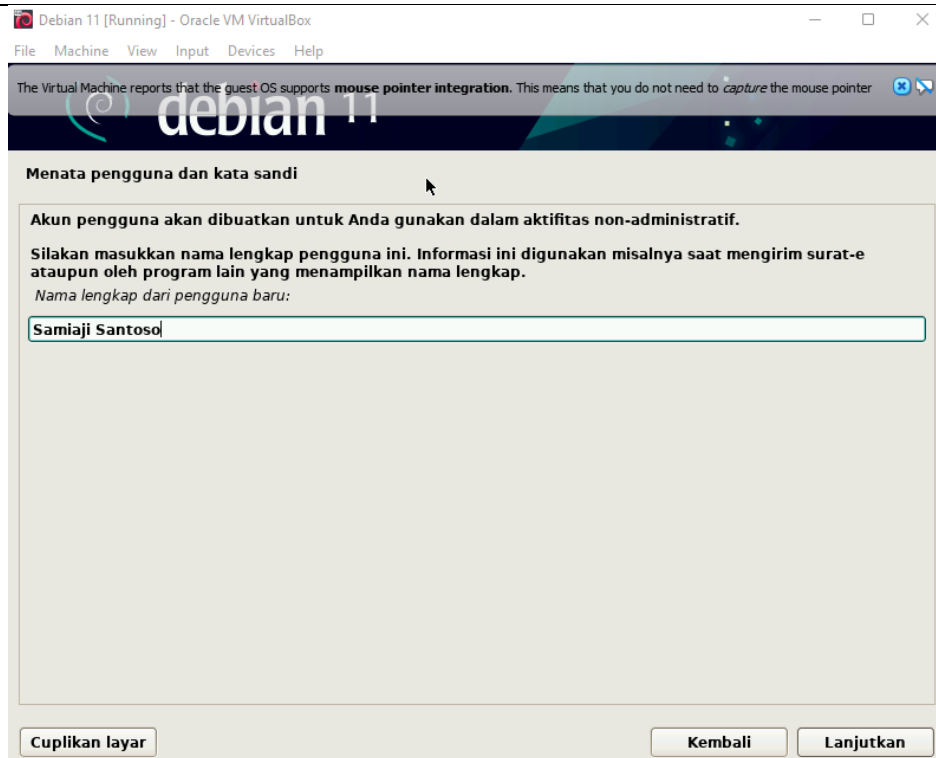 Debian 11 [Running] - Oracle VM VirtualBox
File Machine View Input Devices Help
The Virtual Machine reports that the guest OS supports mouse pointer integration. This means that you do not need to capture the mouse pointer
debian 11
Menata pengguna dan kata sandi
Akun pengguna akan dibuatkan untuk Anda gunakan dalam aktifitas non-administratif.
Silakan masukkan nama lengkap pengguna ini. Informasi ini digunakan misalnya saat mengirim surat-e
ataupun oleh program lain yang menampilkan nama lengkap.
Nama lengkap dari pengguna baru:
Samiaji Santoso
Cuplikan layar Kembali Lanjutkan